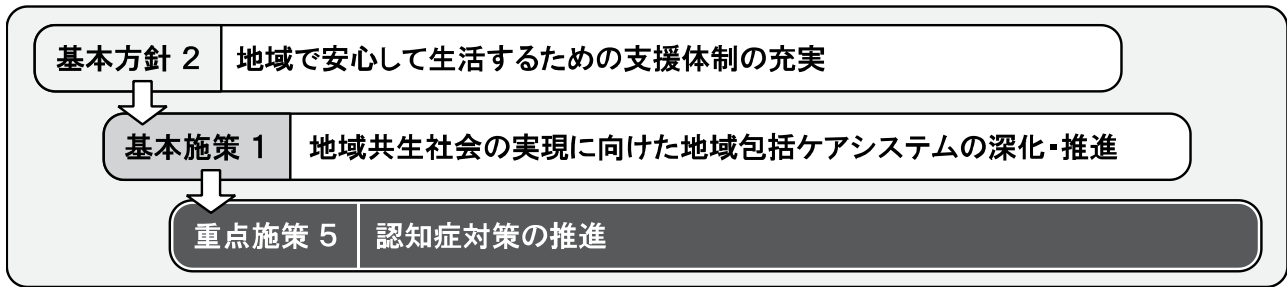 基本方針 2 地域で安心して生活するための支援体制の充実
基本施策 1 地域共生社会の実現に向けた地域包括ケアシステムの深化・推進
重点施策 5 認知症対策の推進